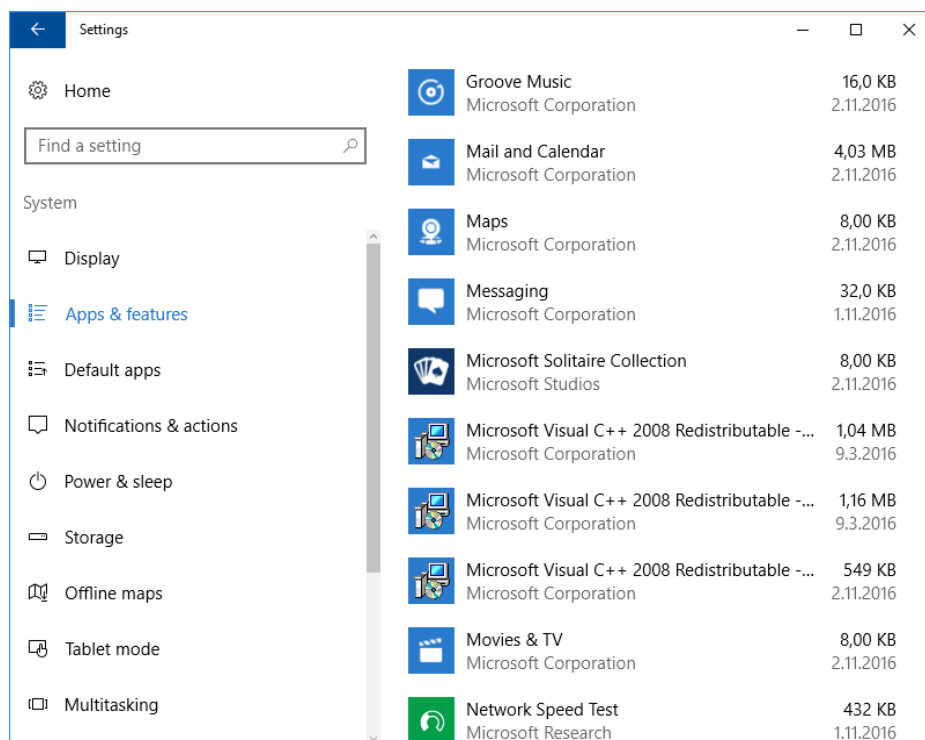 Settings
Home
Find a setting
System
Display
Apps & features
Default apps
Notifications & actions
Power & sleep
Storage
Offline maps
Tablet mode
Multitasking
Groove Music 16,0 KB
Microsoft Corporation 2.11.2016
Mail and Calendar 4,03 MB
Microsoft Corporation 2.11.2016
Maps 8,00 KB
Microsoft Corporation 2.11.2016
Messaging 32,0 KB
Microsoft Corporation 1.11.2016
Microsoft Solitaire Collection 8,00 KB
Microsoft Studios 2.11.2016
Microsoft Visual C++ 2008 Redistributable -... 1,04 MB
Microsoft Corporation 9.3.2016
Microsoft Visual C++ 2008 Redistributable -... 1,16 MB
Microsoft Corporation 9.3.2016
Microsoft Visual C++ 2008 Redistributable -... 549 KB
Microsoft Corporation 2.11.2016
Movies & TV 8,00 KB
Microsoft Corporation 2.11.2016
Network Speed Test 432 KB
Microsoft Research 1.11.2016